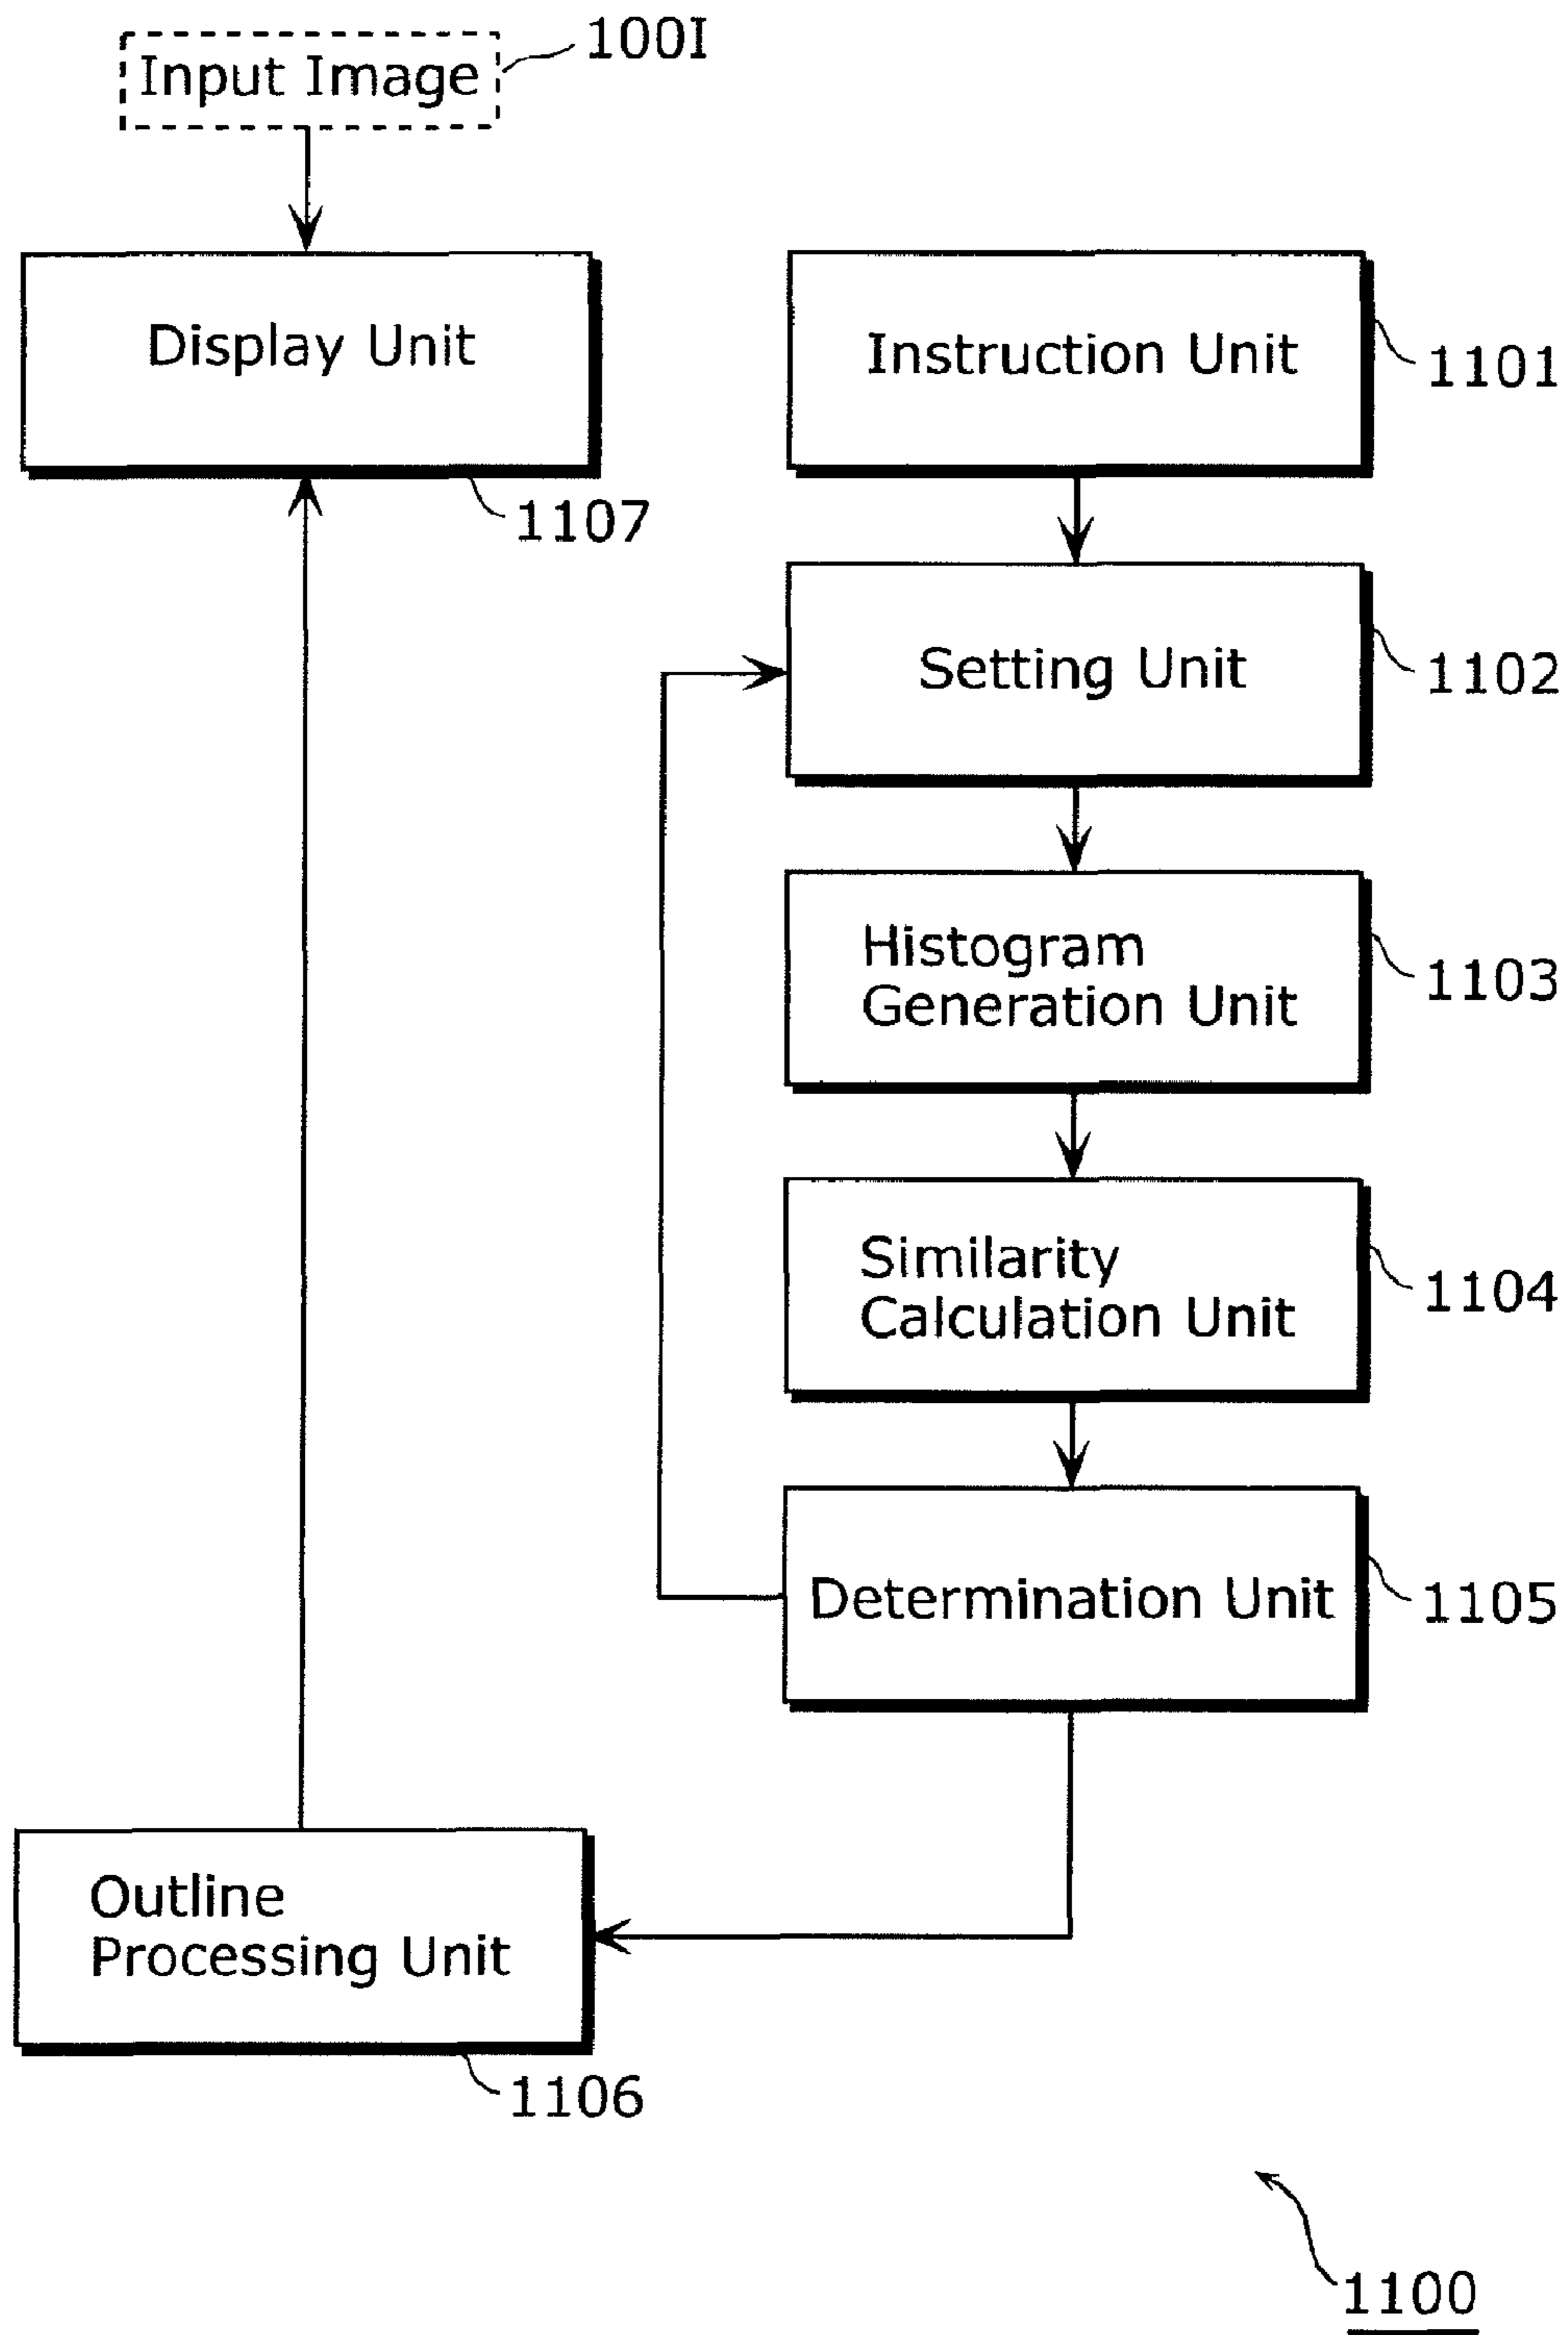 Input Image
100I
Display Unit
1107
Instruction Unit
1101
Setting Unit
1102
Histogram
Generation Unit
1103
Similarity
Calculation Unit
1104
Determination Unit
1105
Outline
Processing Unit
1106
1100